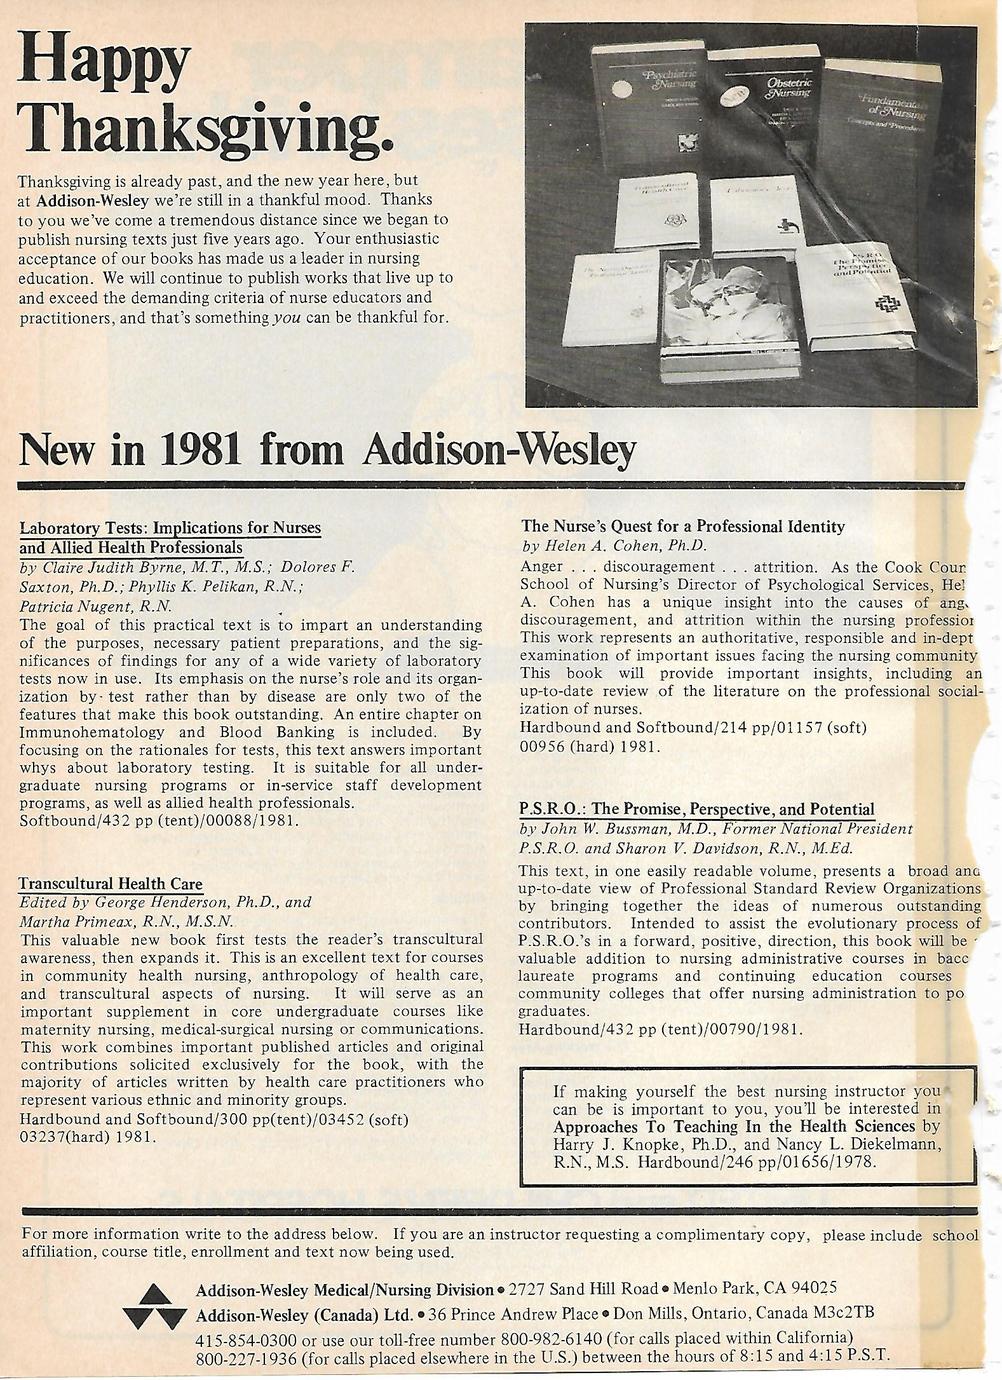 Happy
Thanksgiving.
Thanksgiving is already past, and the new year here, but
at Addison-Wesley we're still in a thankful mood. Thanks
to you we've come a tremendous distance since we began to
publish nursing texts just five years ago. Your enthusiastic
acceptance of our books has made us a leader in nursing
education. We will continue to publish works that live up to
and exceed the demanding criteria of nurse educators and
practitioners, and that's something you can be thankful for.
Psychiatric
Nursing
Obstetric
Nursing
Fundamentals
of Nursing
Concepts and Procedures
Transcultural
Health Care
Laboratory Tests
P.S.R.O.
The Promise,
Perspective,
and Potential
New in 1981 from Addison-Wesley
Laboratory Tests: Implications for Nurses
and Allied Health Professionals
by Claire Judith Byrne, M.T., M.S.; Dolores F.
Saxton, Ph.D.; Phyllis K. Pelikan, R.N.;
Patricia Nugent, R.N.
The goal of this practical text is to impart an understanding
of the purposes, necessary patient preparations, and the sig-
nificances of findings for any of a wide variety of laboratory
tests now in use. Its emphasis on the nurse's role and its organ-
ization by test rather than by disease are only two of the
features that make this book outstanding. An entire chapter on
Immunohematology and Blood Banking is included. By
focusing on the rationales for tests, this text answers important
whys about laboratory testing. It is suitable for all under-
graduate nursing programs or in-service staff development
programs, as well as allied health professionals.
Softbound/432 pp (tent)/00088/1981.
Transcultural Health Care
Edited by George Henderson, Ph.D., and
Martha Primeax, R.N., M.S.N.
This valuable new book first tests the reader's transcultural
awareness, then expands it. This is an excellent text for courses
in community health nursing, anthropology of health care,
and transcultural aspects of nursing. It will serve as an
important supplement in core undergraduate courses like
maternity nursing, medical-surgical nursing or communications.
This work combines important published articles and original
contributions solicited exclusively for the book, with the
majority of articles written by health care practitioners who
represent various ethnic and minority groups.
Hardbound and Softbound/300 pp(tent)/03452 (soft)
03237(hard) 1981.
The Nurse's Quest for a Professional Identity
by Helen A. Cohen, Ph.D.
Anger . . . discouragement . . . attrition. As the Cook Coun
School of Nursing's Director of Psychological Services, Hel
A. Cohen has a unique insight into the causes of ang
discouragement, and attrition within the nursing profession
This work represents an authoritative, responsible and in-dept
examination of important issues facing the nursing community
This book will provide important insights, including an
up-to-date review of the literature on the professional social-
ization of nurses.
Hardbound and Softbound/214 pp/01157 (soft)
00956 (hard) 1981.
P.S.R.O.: The Promise, Perspective, and Potential
by John W. Bussman, M.D., Former National President
P.S.R.O. and Sharon V. Davidson, R.N., M.Ed.
This text, in one easily readable volume, presents a broad and
up-to-date view of Professional Standard Review Organizations
by bringing together the ideas of numerous outstanding
contributors. Intended to assist the evolutionary process of
P.S.R.O.'s in a forward, positive, direction, this book will be
valuable addition to nursing administrative courses in bacc
laureate programs and continuing education courses
community colleges that offer nursing administration to po
graduates.
Hardbound/432 pp (tent)/00790/1981.
If making yourself the best nursing instructor you
can be is important to you, you'll be interested in
Approaches To Teaching In the Health Sciences by
Harry J. Knopke, Ph.D., and Nancy L. Diekelmann,
R.N., M.S. Hardbound/246 pp/01656/1978.
For more information write to the address below. If you are an instructor requesting a complimentary copy, please include school
affiliation, course title, enrollment and text now being used.
Addison-Wesley Medical/Nursing Division • 2727 Sand Hill Road • Menlo Park, CA 94025
Addison-Wesley (Canada) Ltd. • 36 Prince Andrew Place • Don Mills, Ontario, Canada M3c2TB
415-854-0300 or use our toll-free number 800-982-6140 (for calls placed within California)
800-227-1936 (for calls placed elsewhere in the U.S.) between the hours of 8:15 and 4:15 P.S.T.